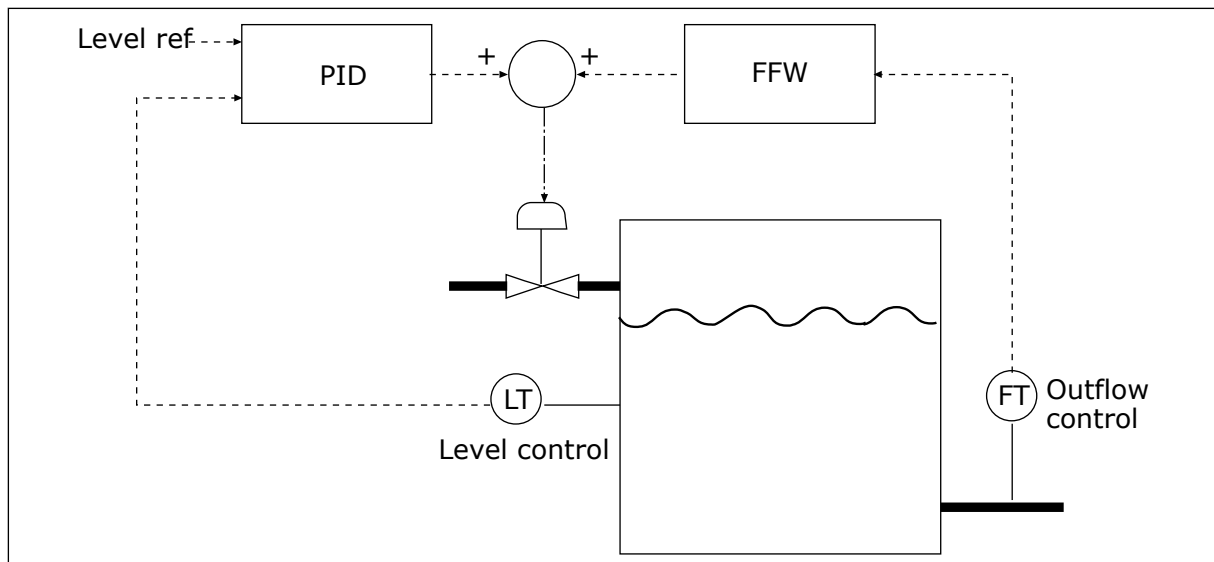 Level ref
PID
+
+
FFW
LT
Level control
FT
Outflow
control